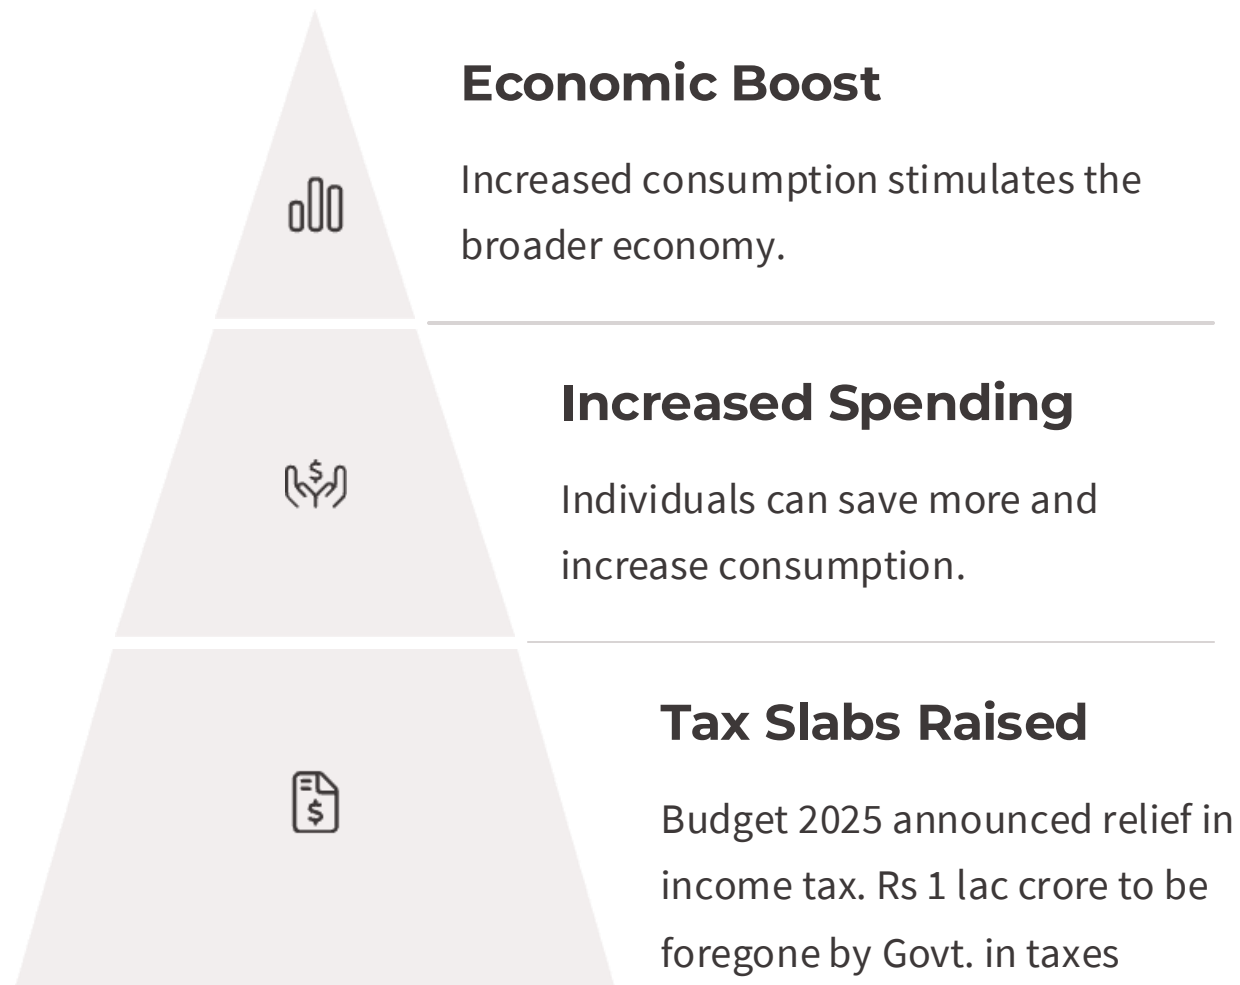 Economic Boost
Increased consumption stimulates the
broader economy.
Increased Spending
Individuals can save more and
increase consumption.
Tax Slabs Raised
Budget 2025 announced relief in
income tax. Rs 1 lac crore to be
foregone by Govt. in taxes